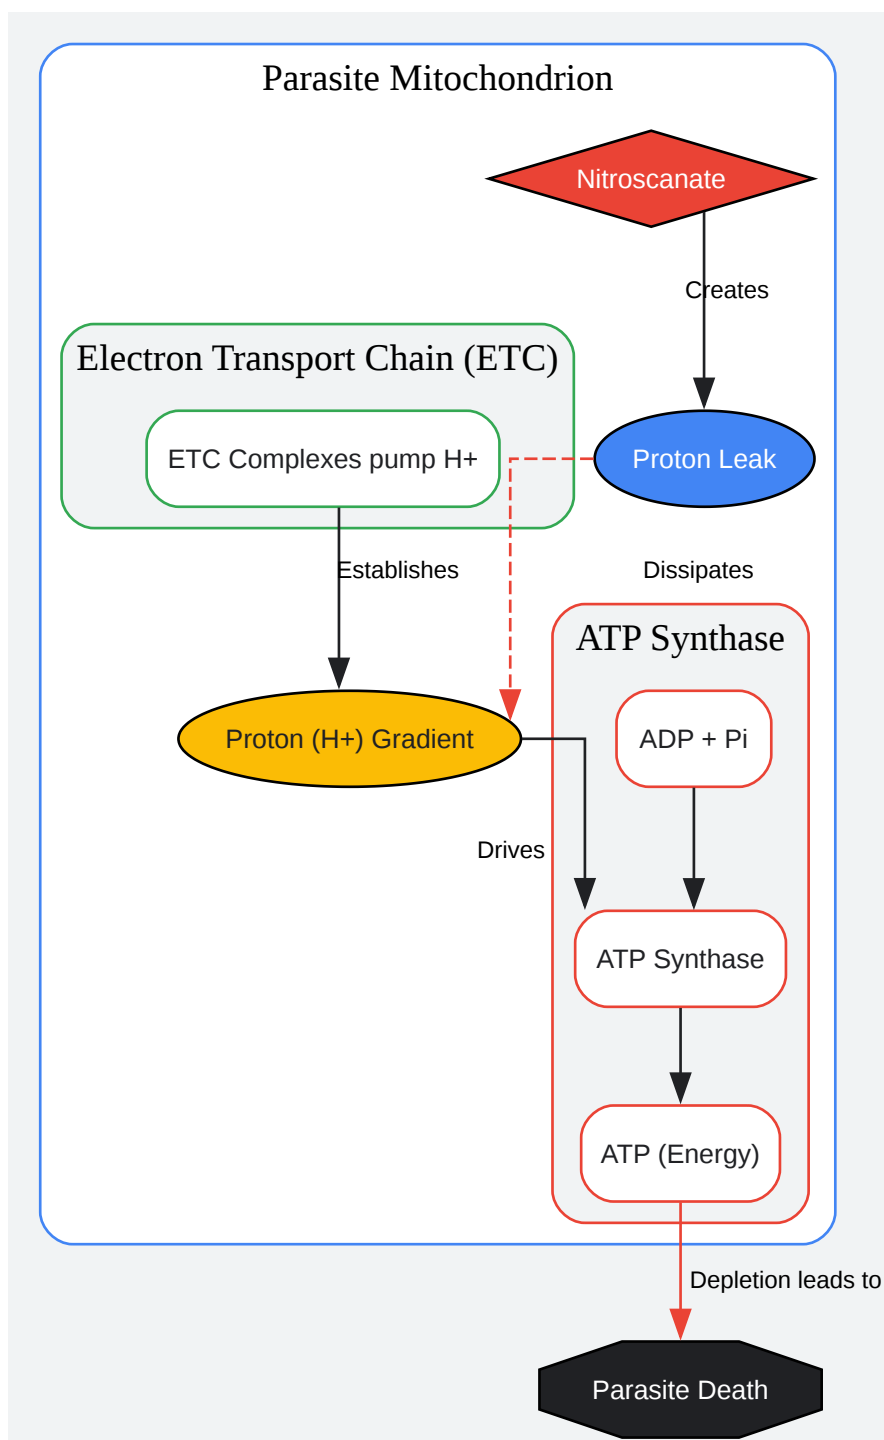 Parasite Mitochondrion
Nitroscanate
Creates
Electron Transport Chain (ETC)
ETC Complexes pump H+
Proton Leak
Establishes
Dissipates
ATP Synthase
Proton (H+) Gradient
ADP + Pi
Drives
ATP Synthase
ATP (Energy)
Depletion leads to
Parasite Death